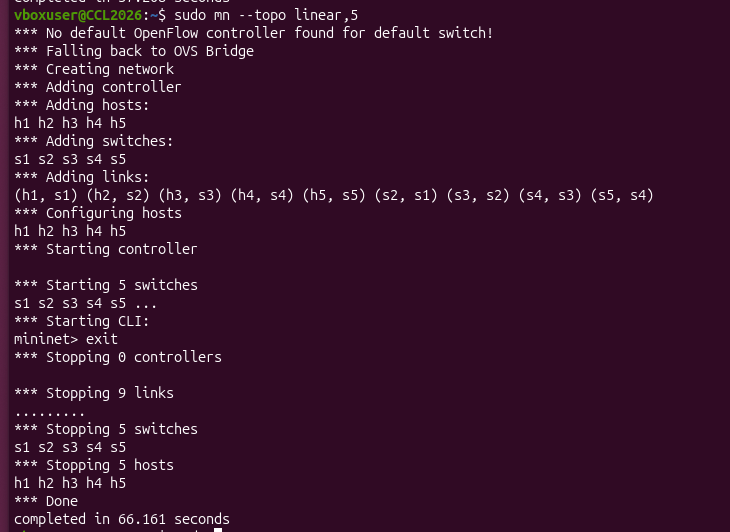 vboxuser@CCL2026:~$ sudo mn --topo linear,5
*** No default OpenFlow controller found for default switch!
*** Falling back to OVS Bridge
*** Creating network
*** Adding controller
*** Adding hosts:
h1 h2 h3 h4 h5
*** Adding switches:
s1 s2 s3 s4 s5
*** Adding links:
(h1, s1) (h2, s2) (h3, s3) (h4, s4) (h5, s5) (s2, s1) (s3, s2) (s4, s3) (s5, s4)
*** Configuring hosts
h1 h2 h3 h4 h5
*** Starting controller

*** Starting 5 switches
s1 s2 s3 s4 s5 ...
*** Starting CLI:
mininet> exit
*** Stopping 0 controllers

*** Stopping 9 links
.........
*** Stopping 5 switches
s1 s2 s3 s4 s5
*** Stopping 5 hosts
h1 h2 h3 h4 h5
*** Done
completed in 66.161 seconds